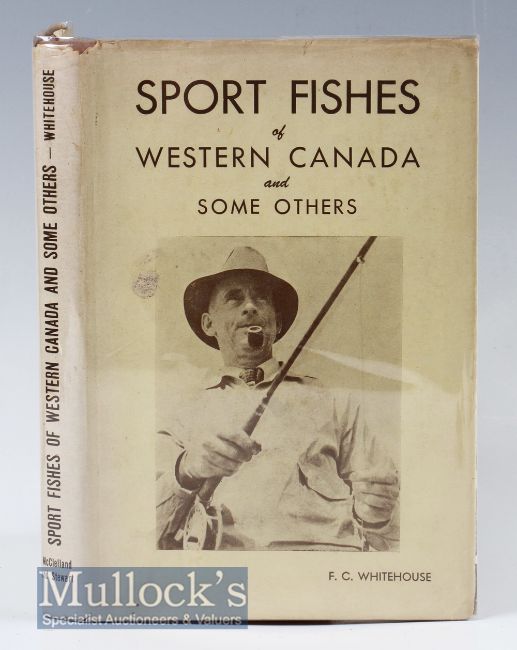 SPORT FISHES
of
WESTERN CANADA
and
SOME OTHERS
F. C. WHITEHOUSE
SPORT FISHES OF WESTERN CANADA AND SOME OTHERS — WHITEHOUSE
McClelland
Stewart
Mullock's
Specialist Auctioneers & Valuers